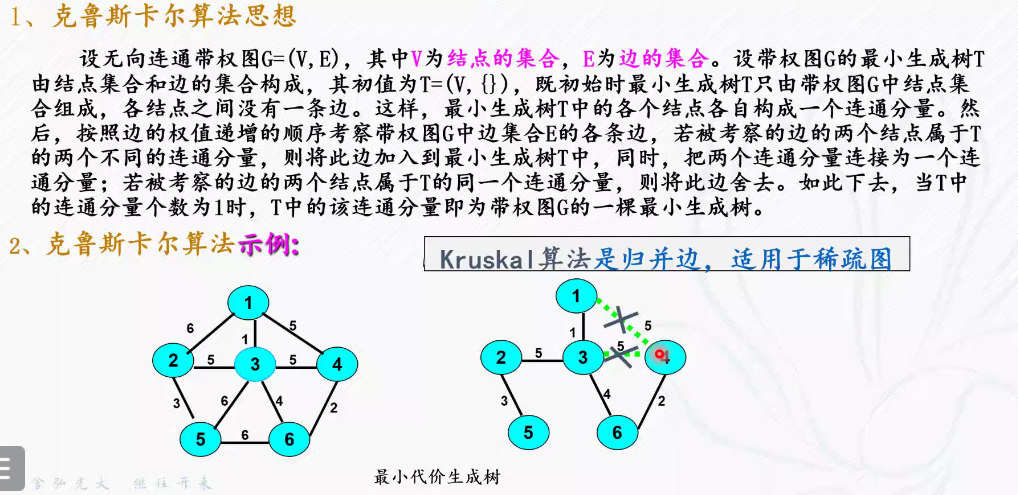 1、克鲁斯卡尔算法思想
设无向连通带权图G=(V,E)，其中V为结点的集合，E为边的集合。设带权图G的最小生成树T
由结点集合和边的集合构成，其初值为T=(V,{})，既初始时最小生成树T只由带权图G中结点集
合组成，各结点之间没有一条边。这样，最小生成树T中的各个结点各自构成一个连通分量。然
后，按照边的权值递增的顺序考察带权图G中边集合E的各条边，若被考察的边的两个结点属于T
的两个不同的连通分量，则将此边加入到最小生成树T中，同时，把两个连通分量连接为一个连
通分量；若被考察的边的两个结点属于T的同一个连通分量，则将此边舍去。如此下去，当T中
的连通分量个数为1时，T中的该连通分量即为带权图G的一棵最小生成树。
2、克鲁斯卡尔算法示例:
Kruskal算法是归并边，适用于稀疏图
1
6
5
1
2
5
3
5
4
3
6
4
2
5
6
6
1
1
5
2
5
3
5
4
3
4
2
5
6
最小代价生成树
弘 光大 继往开来